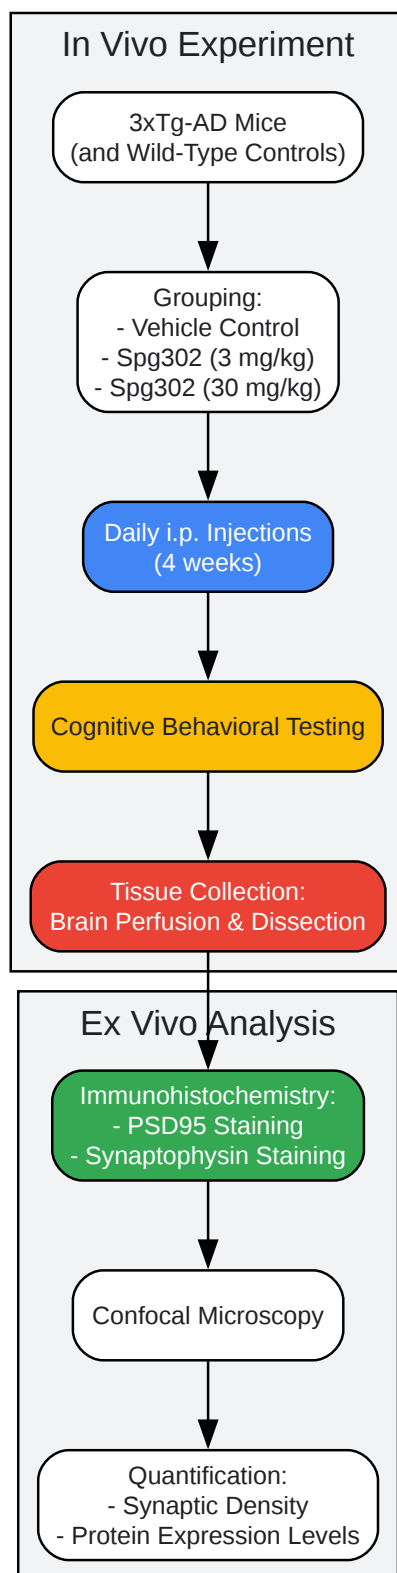 In Vivo Experiment
3xTg-AD Mice
(and Wild-Type Controls)
Grouping:
- Vehicle Control
- Spg302 (3 mg/kg)
- Spg302 (30 mg/kg)
Daily i.p. Injections
(4 weeks)
Cognitive Behavioral Testing
Tissue Collection:
Brain Perfusion & Dissection
Ex Vivo Analysis
Immunohistochemistry:
- PSD95 Staining
- Synaptophysin Staining
Confocal Microscopy
Quantification:
- Synaptic Density
- Protein Expression Levels